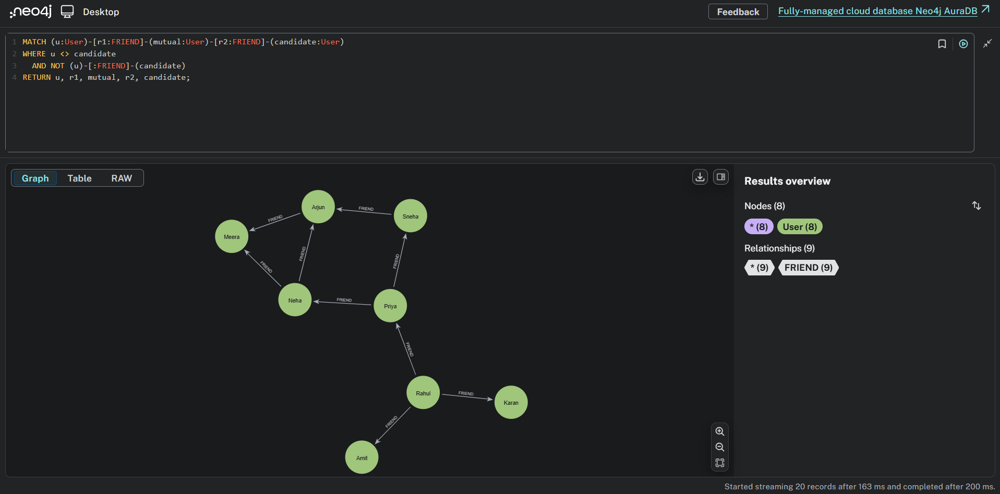 neo4j Desktop Feedback Fully-managed cloud database Neo4j AuraDB
1 MATCH (u:User)-[r1:FRIEND]-(mutual:User)-[r2:FRIEND]-(candidate:User)
2 WHERE u <> candidate
3   AND NOT (u)-[:FRIEND]-(candidate)
4 RETURN u, r1, mutual, r2, candidate;
Graph Table RAW
Results overview
Nodes (8)
* (8) User (8)
Relationships (9)
* (9) FRIEND (9)
Arjun
FRIEND
Sneha
FRIEND
Meera
FRIEND
FRIEND
FRIEND
Neha
FRIEND
Priya
FRIEND
Rahul
FRIEND
Karan
FRIEND
Amit
Started streaming 20 records after 163 ms and completed after 200 ms.